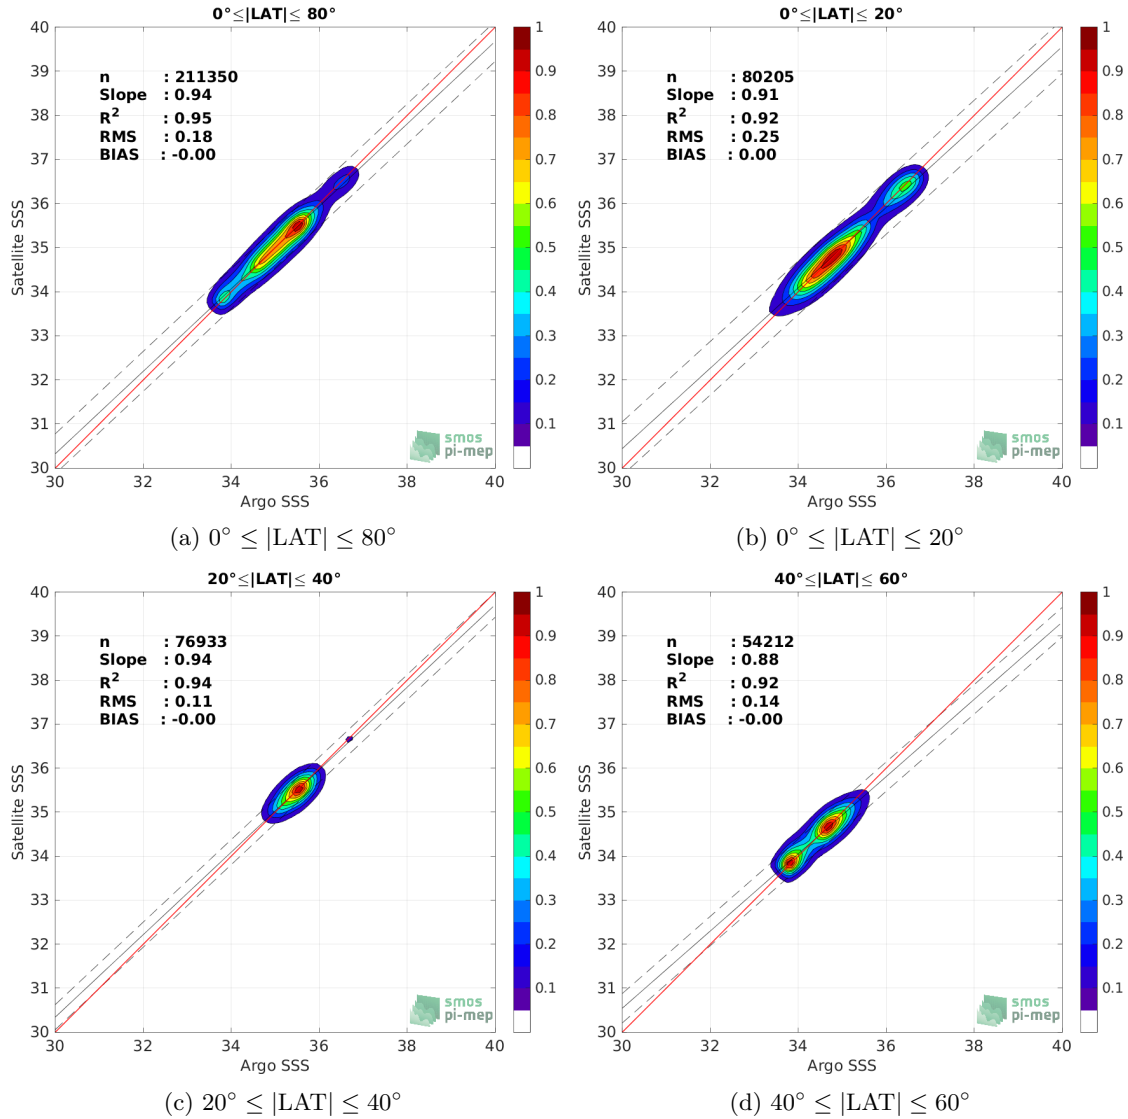 0°≤|LAT|≤ 80°
n : 211350
Slope : 0.94
R² : 0.95
RMS : 0.18
BIAS : -0.00
Satellite SSS
40
39
38
37
36
35
34
33
32
31
30
30 32 34 36 38 40
Argo SSS
1
0.9
0.8
0.7
0.6
0.5
0.4
0.3
0.2
0.1
smos
pi-mep
(a) 0° ≤ |LAT| ≤ 80°
0°≤|LAT|≤ 20°
n : 80205
Slope : 0.91
R² : 0.92
RMS : 0.25
BIAS : 0.00
Satellite SSS
40
39
38
37
36
35
34
33
32
31
30
30 32 34 36 38 40
Argo SSS
1
0.9
0.8
0.7
0.6
0.5
0.4
0.3
0.2
0.1
smos
pi-mep
(b) 0° ≤ |LAT| ≤ 20°
20°≤|LAT|≤ 40°
n : 76933
Slope : 0.94
R² : 0.94
RMS : 0.11
BIAS : -0.00
Satellite SSS
40
39
38
37
36
35
34
33
32
31
30
30 32 34 36 38 40
Argo SSS
1
0.9
0.8
0.7
0.6
0.5
0.4
0.3
0.2
0.1
smos
pi-mep
(c) 20° ≤ |LAT| ≤ 40°
40°≤|LAT|≤ 60°
n : 54212
Slope : 0.88
R² : 0.92
RMS : 0.14
BIAS : -0.00
Satellite SSS
40
39
38
37
36
35
34
33
32
31
30
30 32 34 36 38 40
Argo SSS
1
0.9
0.8
0.7
0.6
0.5
0.4
0.3
0.2
0.1
smos
pi-mep
(d) 40° ≤ |LAT| ≤ 60°